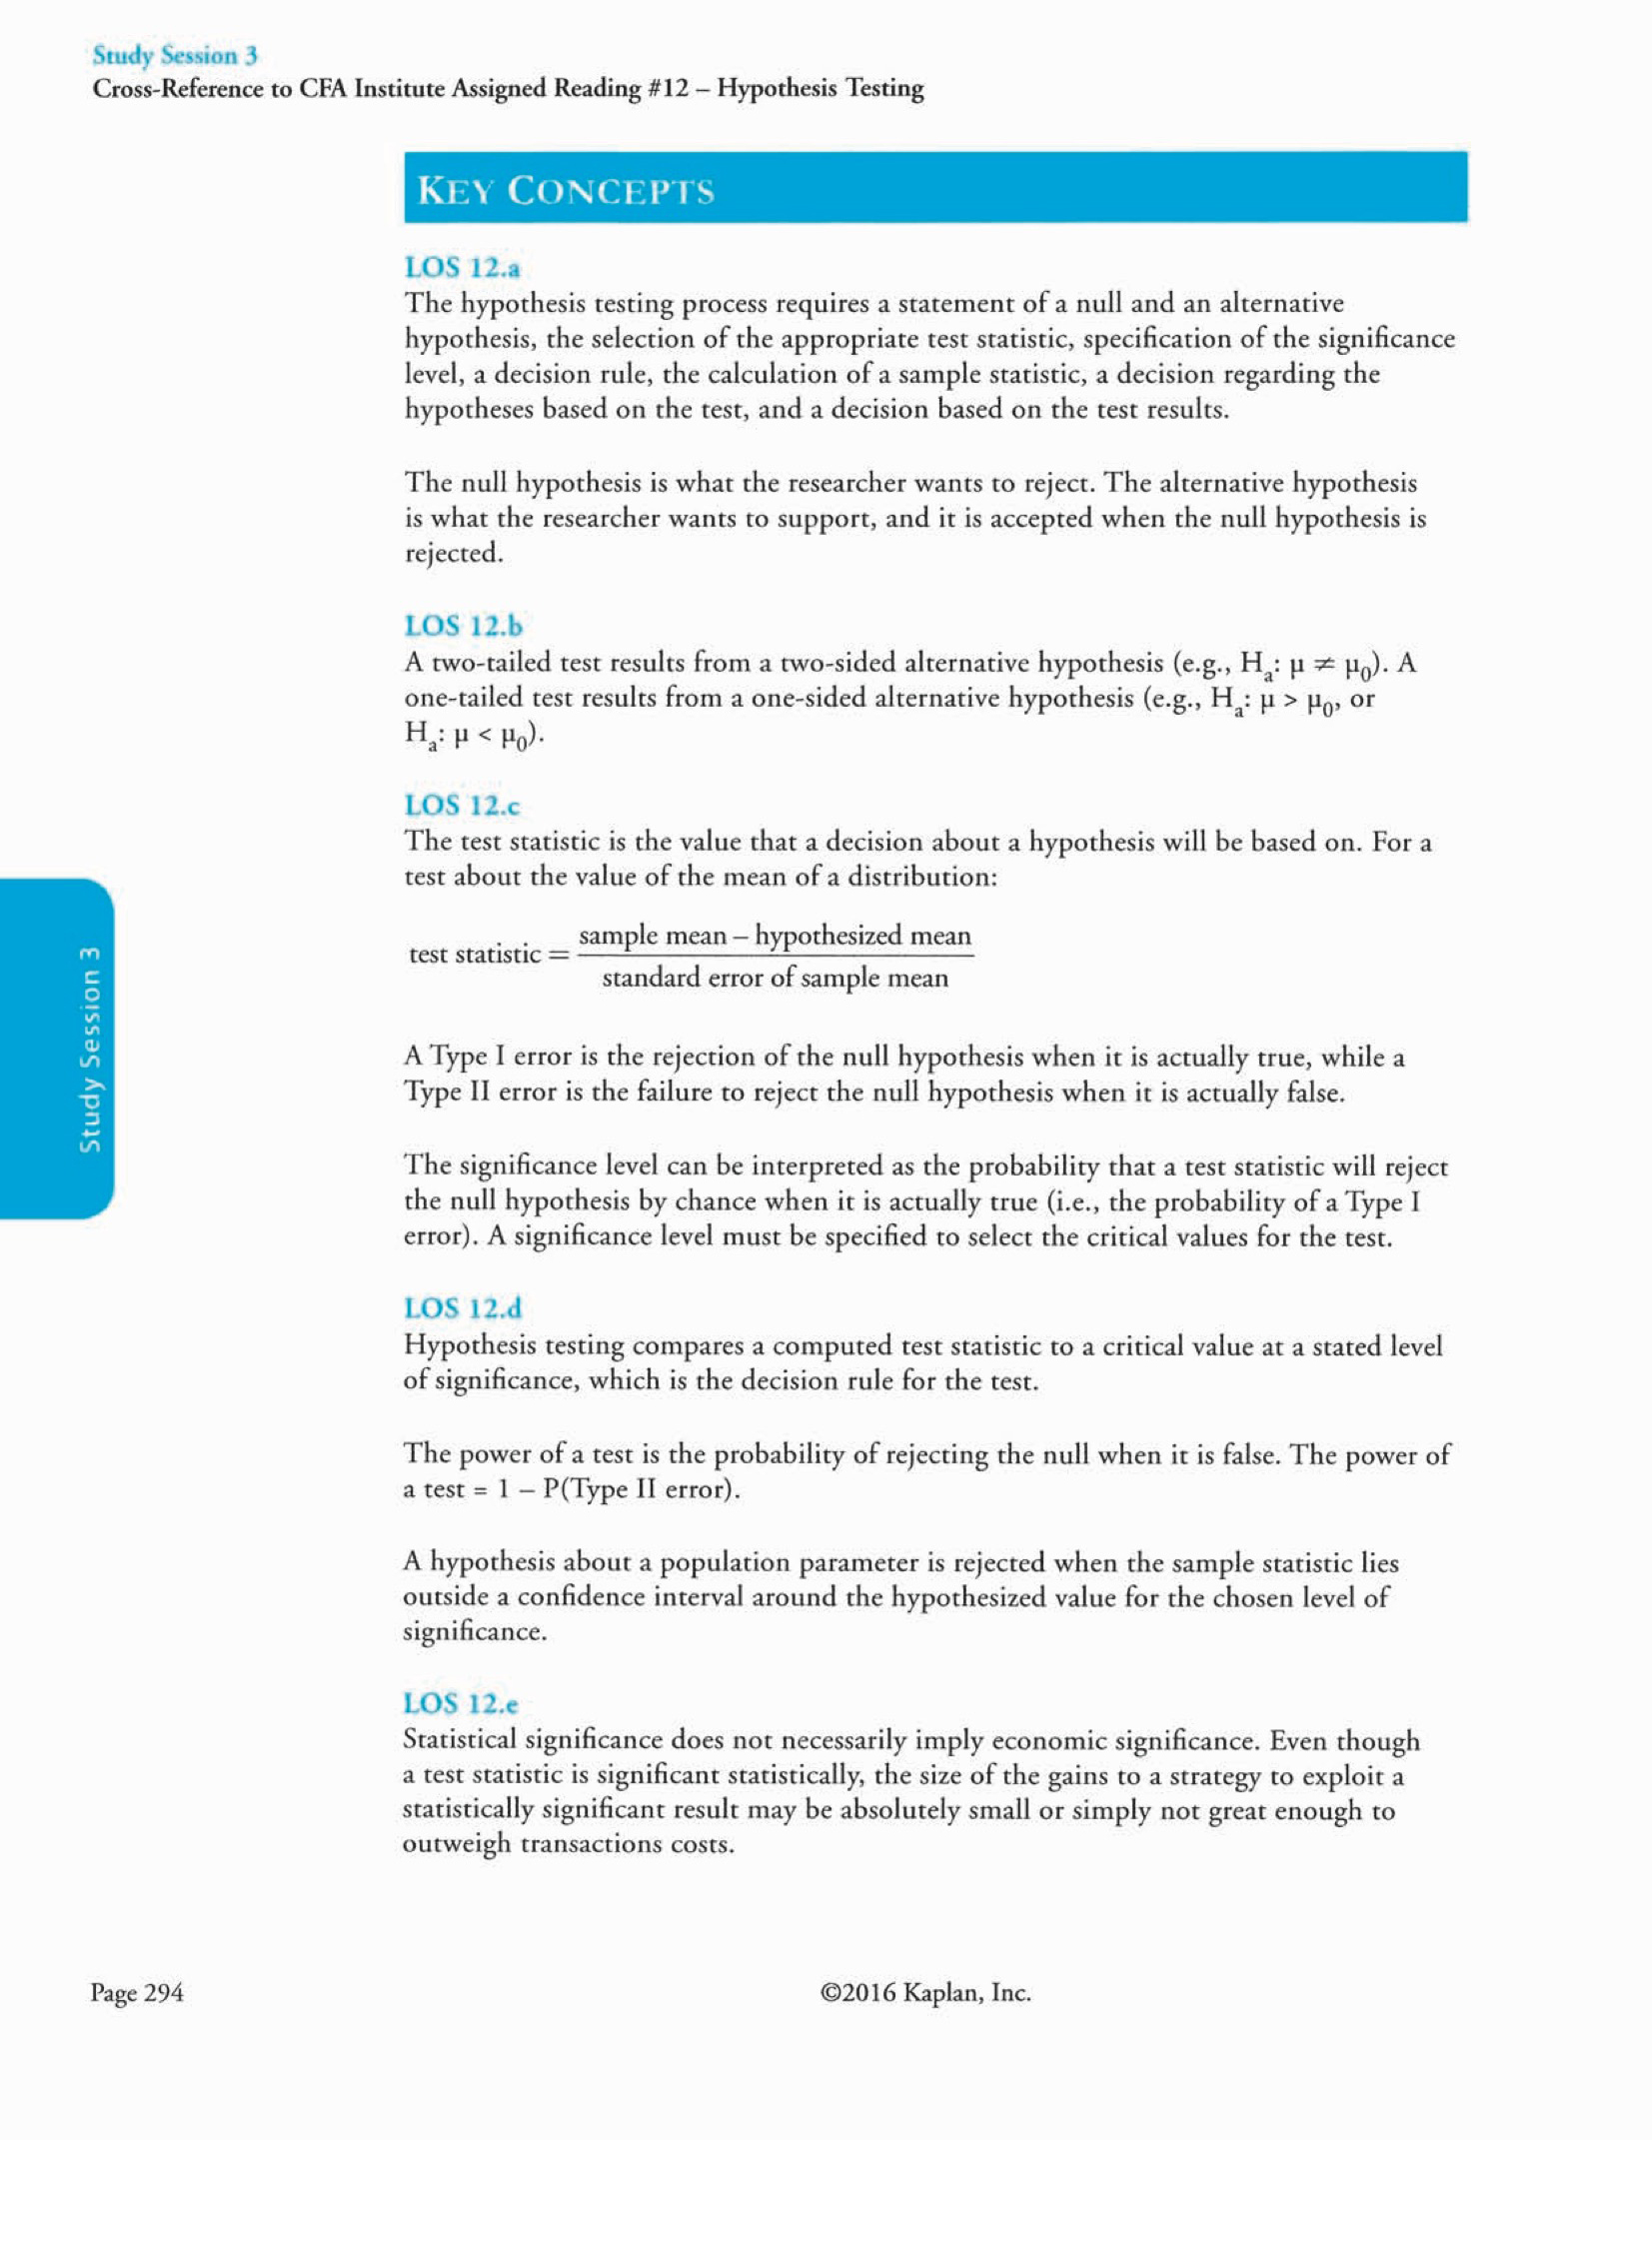 Study Session 3
Cross-Reference to CFA Institute Assigned Reading #12 – Hypothesis Testing
KEY CONCEPTS
LOS 12.a
The hypothesis testing process requires a statement of a null and an alternative
hypothesis, the selection of the appropriate test statistic, specification of the significance
level, a decision rule, the calculation of a sample statistic, a decision regarding the
hypotheses based on the test, and a decision based on the test results.
The null hypothesis is what the researcher wants to reject. The alternative hypothesis
is what the researcher wants to support, and it is accepted when the null hypothesis is
rejected.
LOS 12.b
A two-tailed test results from a two-sided alternative hypothesis (e.g., Hₐ: μ ≠ μ₀). A
one-tailed test results from a one-sided alternative hypothesis (e.g., Hₐ: μ > μ₀, or
Hₐ: μ < μ₀).
LOS 12.c
The test statistic is the value that a decision about a hypothesis will be based on. For a
test about the value of the mean of a distribution:
test statistic = sample mean – hypothesized mean
standard error of sample mean
A Type I error is the rejection of the null hypothesis when it is actually true, while a
Type II error is the failure to reject the null hypothesis when it is actually false.
The significance level can be interpreted as the probability that a test statistic will reject
the null hypothesis by chance when it is actually true (i.e., the probability of a Type I
error). A significance level must be specified to select the critical values for the test.
LOS 12.d
Hypothesis testing compares a computed test statistic to a critical value at a stated level
of significance, which is the decision rule for the test.
The power of a test is the probability of rejecting the null when it is false. The power of
a test = 1 – P(Type II error).
A hypothesis about a population parameter is rejected when the sample statistic lies
outside a confidence interval around the hypothesized value for the chosen level of
significance.
LOS 12.e
Statistical significance does not necessarily imply economic significance. Even though
a test statistic is significant statistically, the size of the gains to a strategy to exploit a
statistically significant result may be absolutely small or simply not great enough to
outweigh transactions costs.
Study Session 3
Page 294
©2016 Kaplan, Inc.